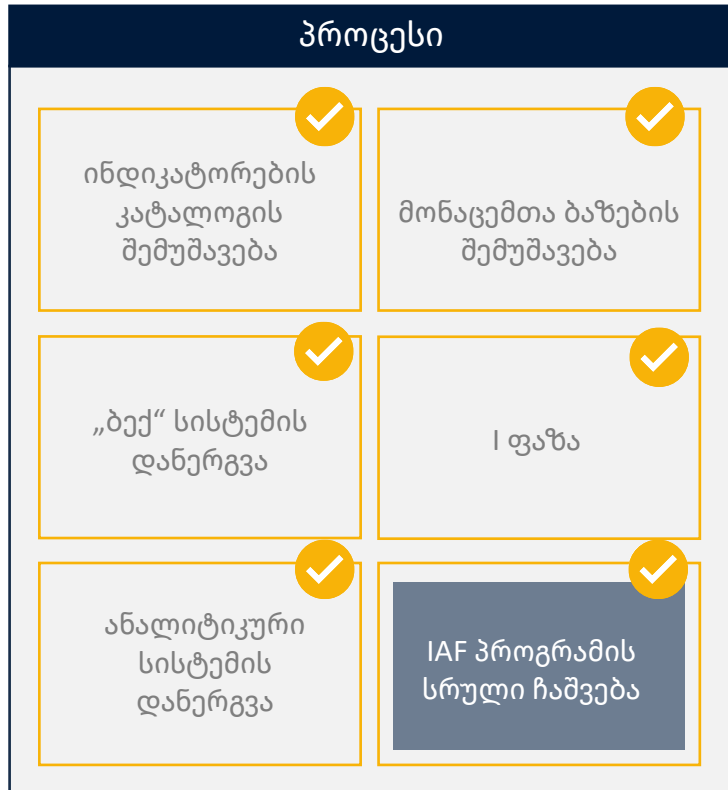 პროცესი
ინდიკატორების
კატალოგის
შემუშავება
მონაცემთა ბაზების
შემუშავება
„ბექ“ სისტემის
დანერგვა
I ფაზა
ანალიტიკური
სისტემის
დანერგვა
IAF პროგრამის
სრული ჩაშვება